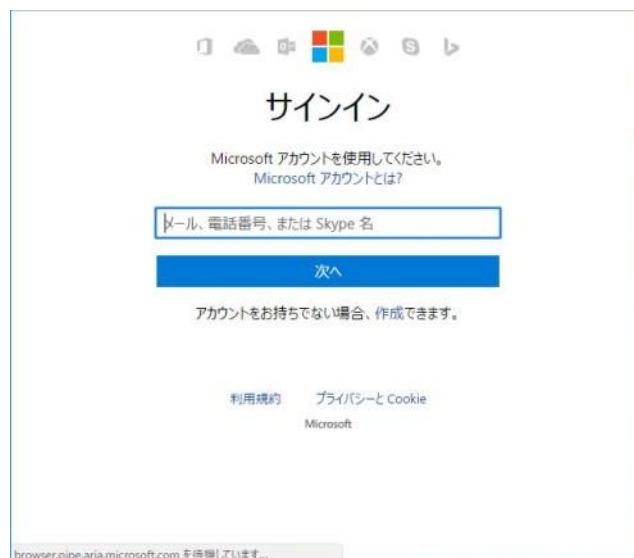 サインイン
Microsoft アカウントを使用してください。
Microsoft アカウントとは?
メール、電話番号、または Skype 名
次へ
アカウントをお持ちでない場合、作成できます。
利用規約 プライバシーと Cookie
Microsoft
browser.pipe.aria.microsoft.com を待機しています...